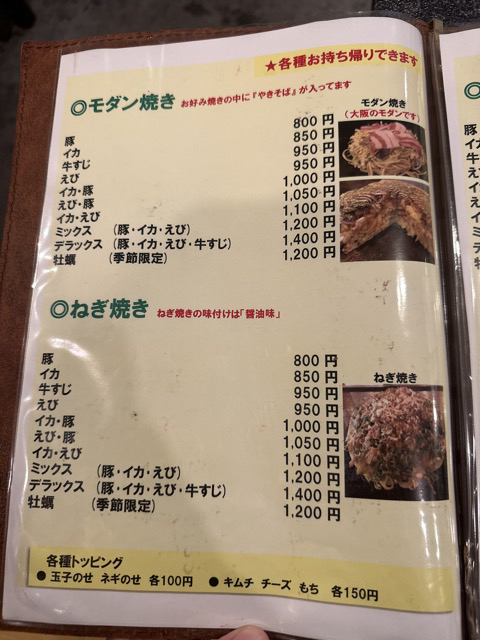 ★各種お持ち帰りできます
◎モダン焼き お好み焼きの中に『やきそば』が入ってます
モダン焼き
(大阪のモダンです)
豚 800円
イカ 850円
牛すじ 950円
えび 950円
イカ・豚 1,000円
えび・豚 1,050円
イカ・えび 1,100円
ミックス (豚・イカ・えび) 1,200円
デラックス (豚・イカ・えび・牛すじ) 1,400円
牡蠣 (季節限定) 1,200円
◎ねぎ焼き ねぎ焼きの味付けは「醤油味」
ねぎ焼き
豚 800円
イカ 850円
牛すじ 950円
えび 950円
イカ・豚 1,000円
えび・豚 1,050円
イカ・えび 1,100円
ミックス (豚・イカ・えび) 1,200円
デラックス (豚・イカ・えび・牛すじ) 1,400円
牡蠣 (季節限定) 1,200円
各種トッピング
● 玉子のせ ネギのせ 各100円 ● キムチ チーズ もち 各150円